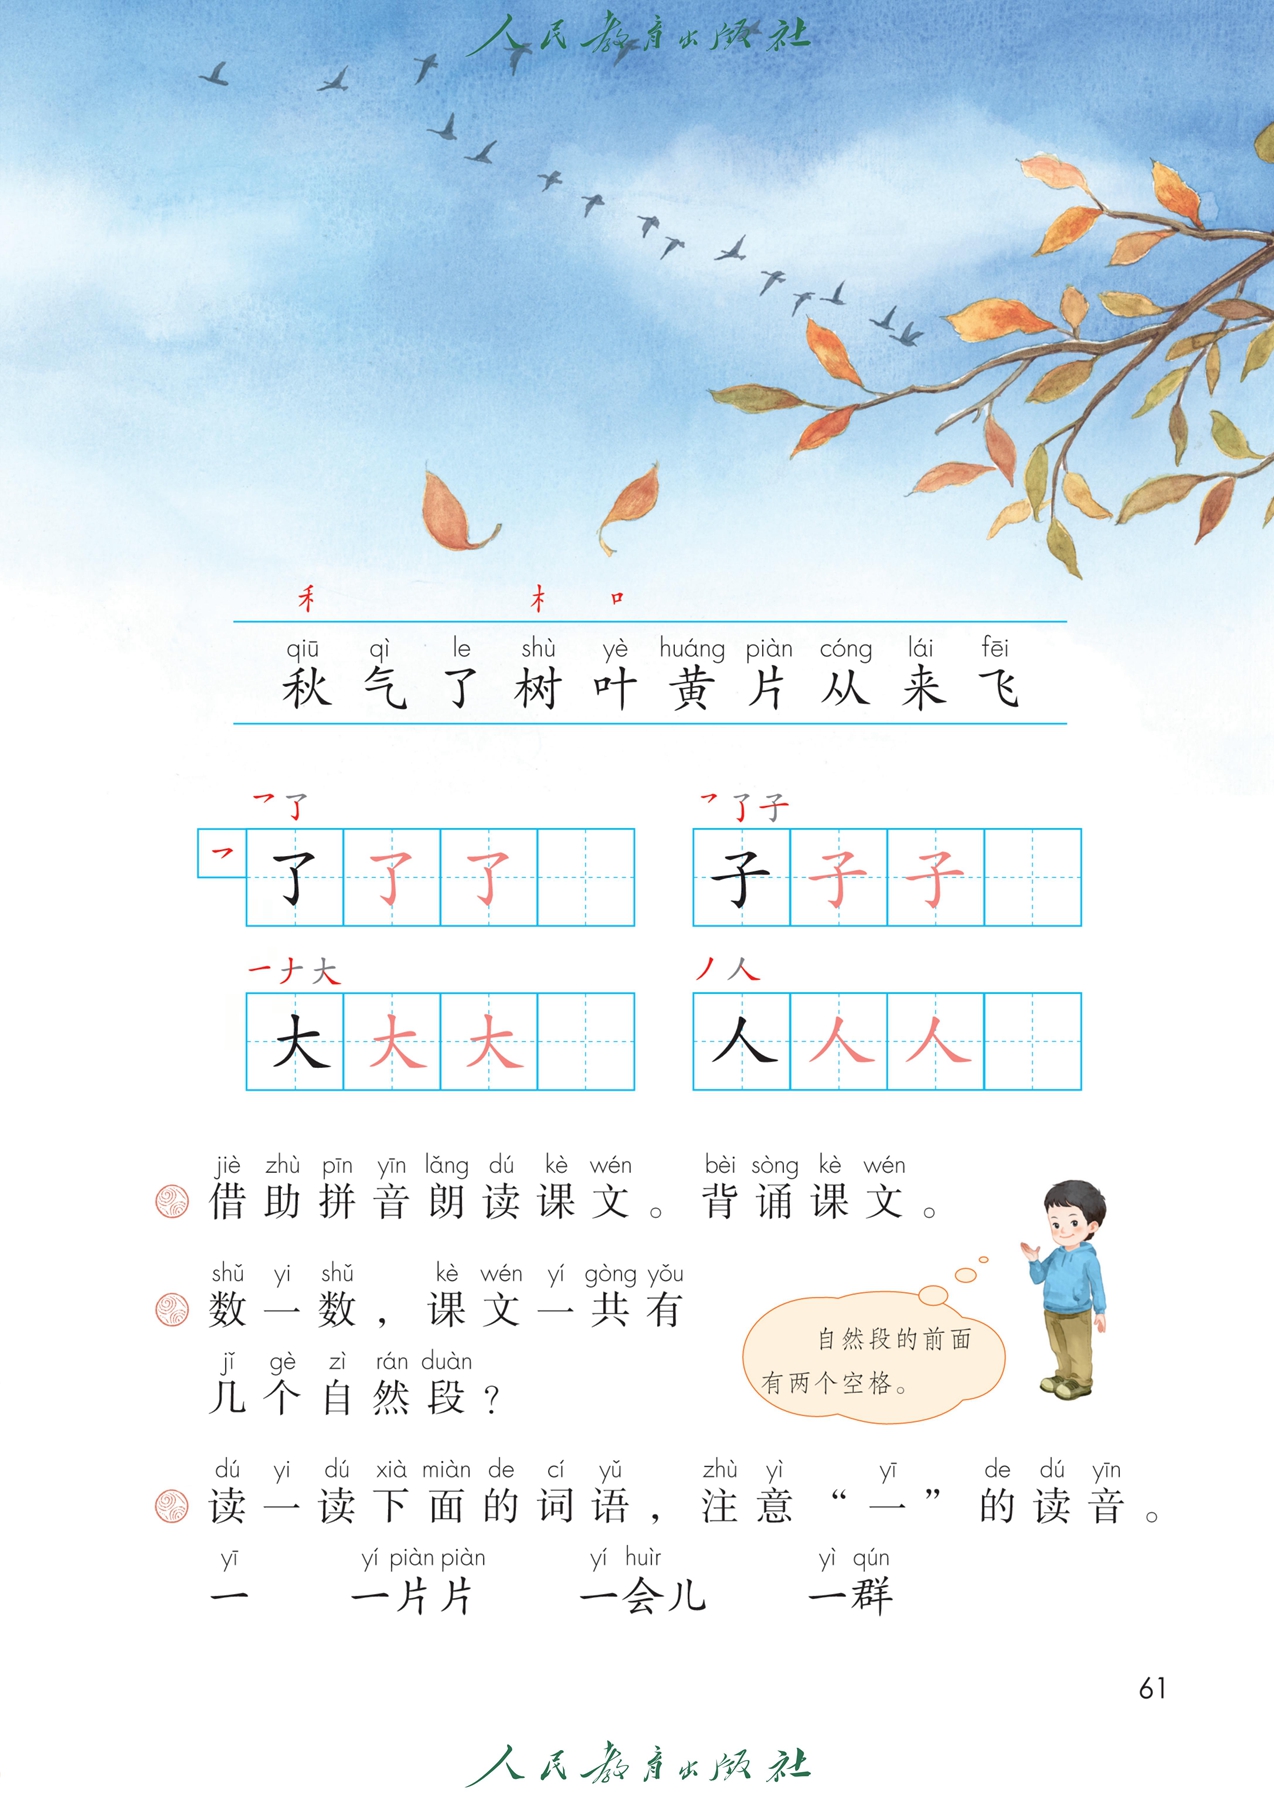 人民教育出版社
禾 木 口
qiū qì le shù yè huáng piàn cóng lái fēi
秋 气 了 树 叶 黄 片 从 来 飞
乛 了
乛 了 子
乛 了 了 了
子 子 子
一 ナ 大
丿 人
大 大 大
人 人 人
jiè zhù pīn yīn lǎng dú kè wén bèi sòng kè wén
借助拼音朗读课文。背诵课文。
shǔ yi shǔ kè wén yí gòng yǒu
数一数，课文一共有
jǐ gè zì rán duàn
几个自然段？
自然段的前面
有两个空格。
dú yi dú xià miàn de cí yǔ zhù yì yī de dú yīn
读一读下面的词语，注意“一”的读音。
yī yí piàn piàn yí huìr yì qún
一 一片片 一会儿 一群
61
人民教育出版社